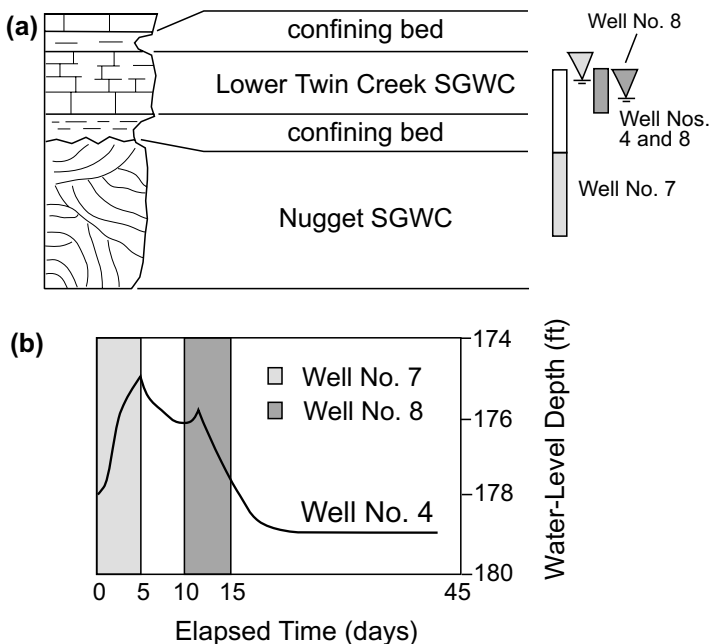 (a)
confining bed
Lower Twin Creek SGWC
confining bed
Nugget SGWC
Well No. 8
Well Nos.
4 and 8
Well No. 7
(b)
Well No. 7
Well No. 8
Well No. 4
174
176
178
180
Water-Level Depth (ft)
0 5 10 15 45
Elapsed Time (days)